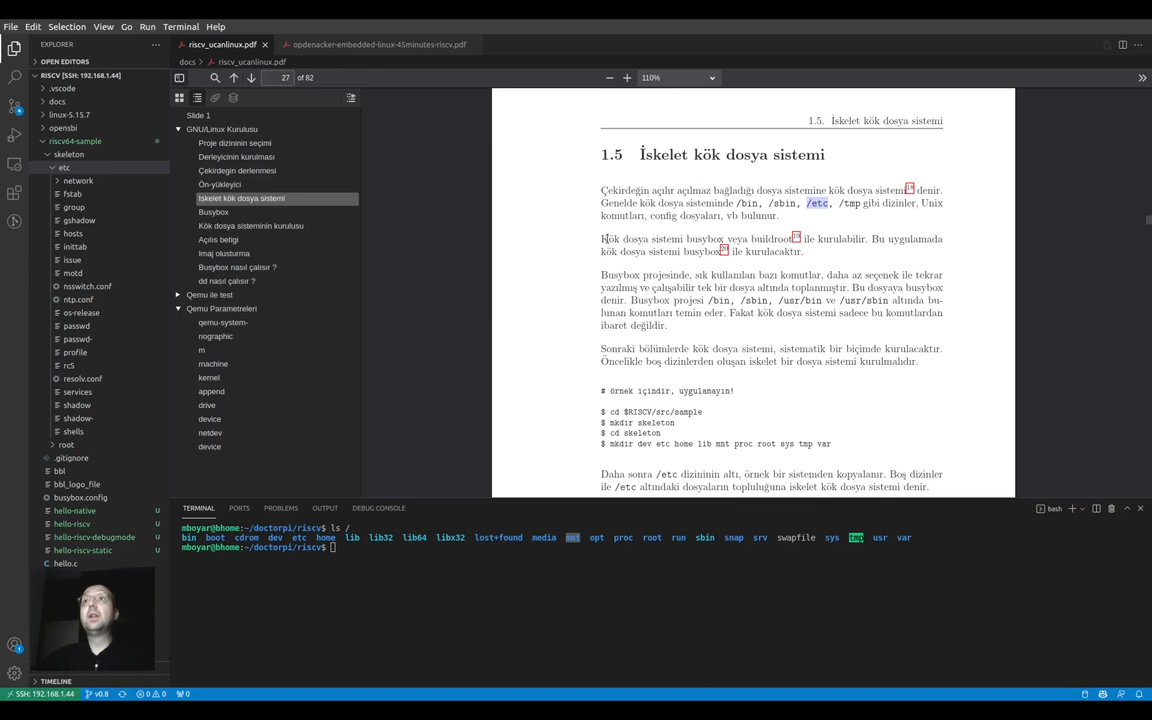 File Edit Selection View Go Run Terminal Help
EXPLORER
riscv_ucanlinux.pdf
opdenacker-embedded-linux-45minutes-riscv.pdf
OPEN EDITORS
docs > riscv_ucanlinux.pdf
RISCV [SSH: 192.168.1.44]
.vscode
docs
linux-5.15.7
opensbi
riscv64-sample
skeleton
etc
network
fstab
group
gshadow
hosts
inittab
issue
motd
nsswitch.conf
ntp.conf
os-release
passwd
passwd-
profile
rcS
resolv.conf
services
shadow
shadow-
shells
root
.gitignore
bbl
bbl_logo_file
busybox.config
hello-native U
hello-riscv U
hello-riscv-debugmode U
hello-riscv-static U
hello.c
TIMELINE
27 of 82
110%
Slide 1
GNU/Linux Kurulusu
Proje dizininin seçimi
Derleyicinin kurulması
Çekirdegin derlenmesi
Ön-yükleyici
Iskelet kök dosya sistemi
Busybox
Kök dosya sisteminin kurulusu
Açılıs betigi
Imaj olusturma
Busybox nasıl çalısır ?
dd nasıl çalısır ?
Qemu ile test
Qemu Parametreleri
qemu-system-
nographic
m
machine
kernel
append
drive
device
netdev
device
1.5. İskelet kök dosya sistemi
1.5 İskelet kök dosya sistemi
Çekirdeğin açılır açılmaz bağladığı dosya sistemine kök dosya sistemi18 denir.
Genelde kök dosya sisteminde /bin, /sbin, /etc, /tmp gibi dizinler, Unix
komutları, config dosyaları, vb bulunur.
Kök dosya sistemi busybox veya buildroot19 ile kurulabilir. Bu uygulamada
kök dosya sistemi busybox20 ile kurulacaktır.
Busybox projesinde, sık kullanılan bazı komutlar, daha az seçenek ile tekrar
yazılmış ve çalışabilir tek bir dosya altında toplanmıştır. Bu dosyaya busybox
denir. Busybox projesi /bin, /sbin, /usr/bin ve /usr/sbin altında bu-
lunan komutları temin eder. Fakat kök dosya sistemi sadece bu komutlardan
ibaret değildir.
Sonraki bölümlerde kök dosya sistemi, sistematik bir biçimde kurulacaktır.
Öncelikle boş dizinlerden oluşan iskelet bir dosya sistemi kurulmalıdır.
# örnek içindir, uygulamayın!
$ cd $RISCV/src/sample
$ mkdir skeleton
$ cd skeleton
$ mkdir dev etc home lib mnt proc root sys tmp var
Daha sonra /etc dizininin altı, örnek bir sistemden kopyalanır. Boş dizinler
ile /etc altındaki dosyaların topluluğuna iskelet kök dosya sistemi denir.
TERMINAL PORTS PROBLEMS OUTPUT DEBUG CONSOLE
bash
mboyar@bhome:~/doctorpi/riscv$ ls /
bin boot cdrom dev etc home lib lib32 lib64 libx32 lost+found media mnt opt proc root run sbin snap srv swapfile sys tmp usr var
mboyar@bhome:~/doctorpi/riscv$
SSH: 192.168.1.44 v0.8 0 0 0